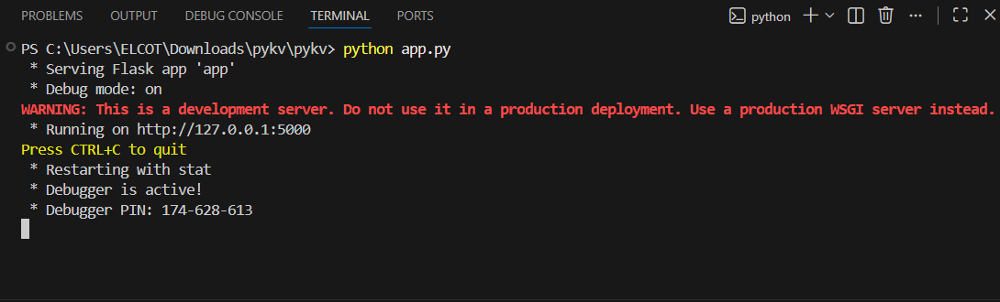 PROBLEMS OUTPUT DEBUG CONSOLE TERMINAL PORTS python
PS C:\Users\ELCOT\Downloads\pykv\pykv> python app.py
* Serving Flask app 'app'
* Debug mode: on
WARNING: This is a development server. Do not use it in a production deployment. Use a production WSGI server instead.
* Running on http://127.0.0.1:5000
Press CTRL+C to quit
* Restarting with stat
* Debugger is active!
* Debugger PIN: 174-628-613